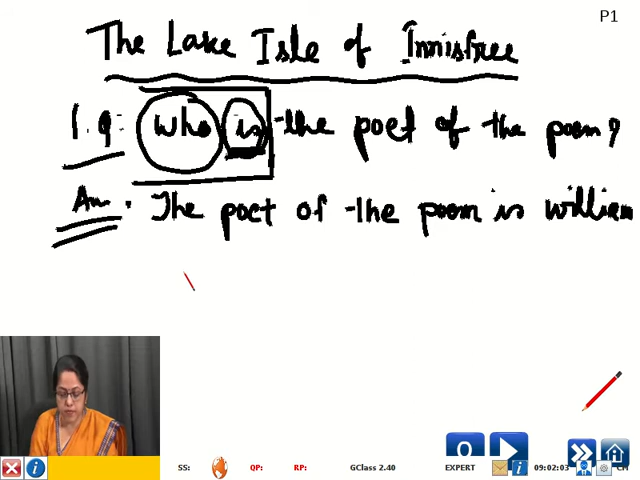 P1
The Lake Isle of Innisfree
1. Q: who is the poet of the poem?
Ans. The poet of the poem is william
SS: QP: RP: GClass 2.40 EXPERT 09:02:03